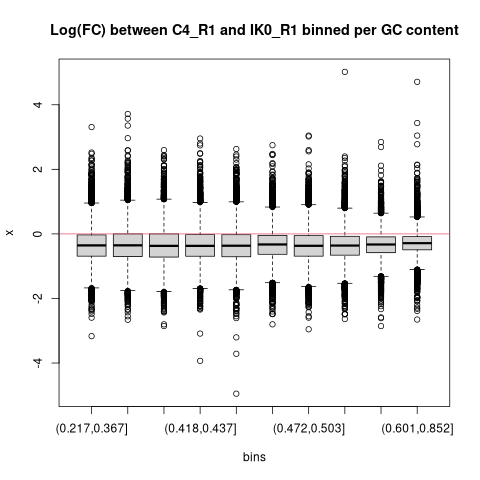 Log(FC) between C4_R1 and IK0_R1 binned per GC content
x
4
2
0
-2
-4
(0.217,0.367] (0.418,0.437] (0.472,0.503] (0.601,0.852]
bins